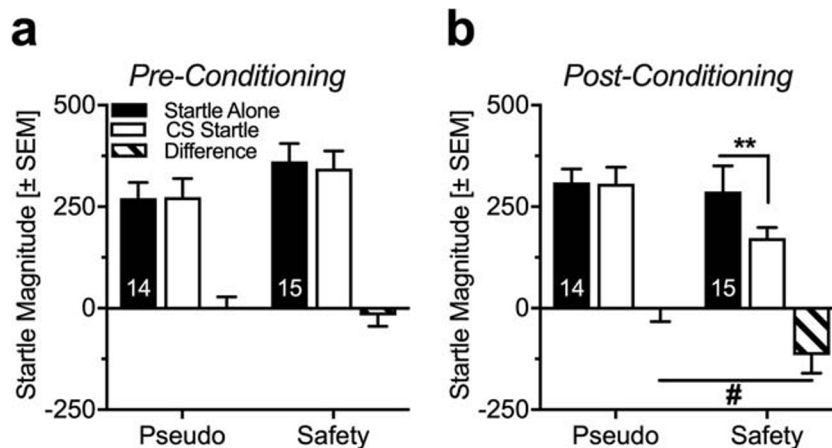 a
Pre-Conditioning
Startle Magnitude [± SEM]
500
250
0
-250
Startle Alone
CS Startle
Difference
14
15
Pseudo
Safety
b
Post-Conditioning
Startle Magnitude [± SEM]
500
250
0
-250
**
14
15
#
Pseudo
Safety